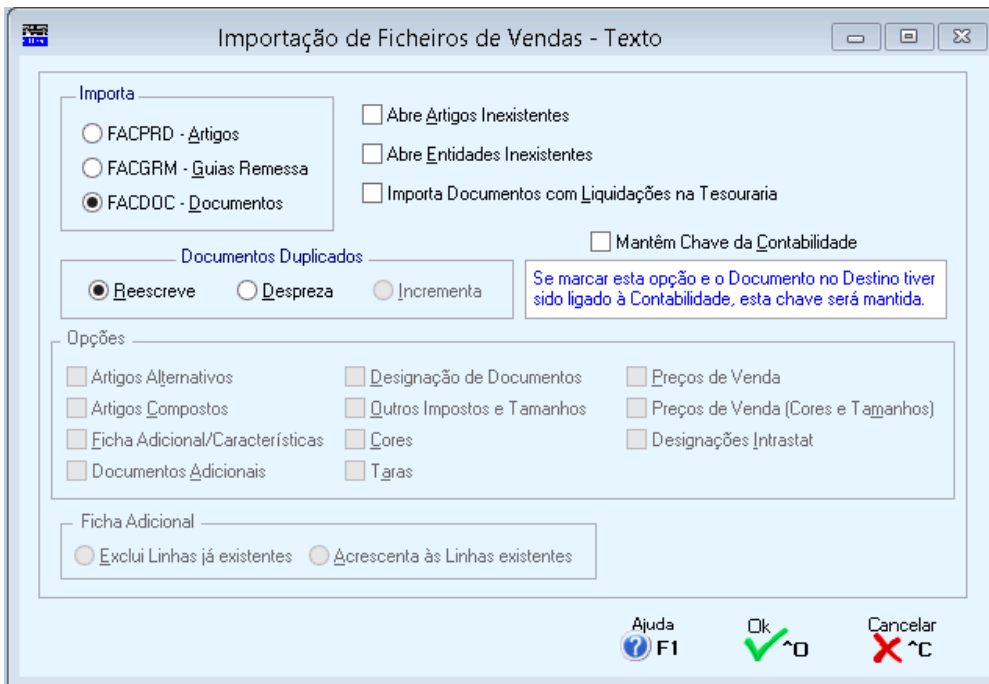 Importação de Ficheiros de Vendas - Texto
Importa
FACPRD - Artigos
FACGRM - Guias Remessa
FACDOC - Documentos
Abre Artigos Inexistentes
Abre Entidades Inexistentes
Importa Documentos com Liquidações na Tesouraria
Mantêm Chave da Contabilidade
Documentos Duplicados
Reescreve Despreza Incrementa
Se marcar esta opção e o Documento no Destino tiver
sido ligado à Contabilidade, esta chave será mantida.
Opções
Artigos Alternativos Designação de Documentos Preços de Venda
Artigos Compostos Outros Impostos e Tamanhos Preços de Venda (Cores e Tamanhos)
Ficha Adicional/Características Cores Designações Intrastat
Documentos Adicionais Taras
Ficha Adicional
Exclui Linhas já existentes Acrescenta às Linhas existentes
Ajuda Ok Cancelar
F1 ^O ^C